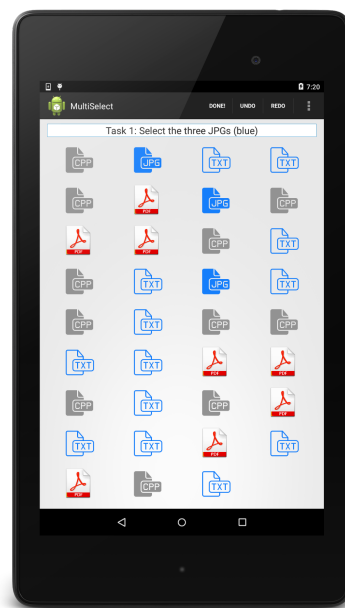 7:20
MultiSelect DONE! UNDO REDO
Task 1: Select the three JPGs (blue)
CPP JPG TXT TXT
CPP PDF JPG CPP
PDF PDF CPP TXT
CPP TXT JPG TXT
CPP TXT CPP CPP
TXT TXT PDF PDF
CPP TXT CPP PDF
TXT TXT PDF TXT
PDF CPP TXT